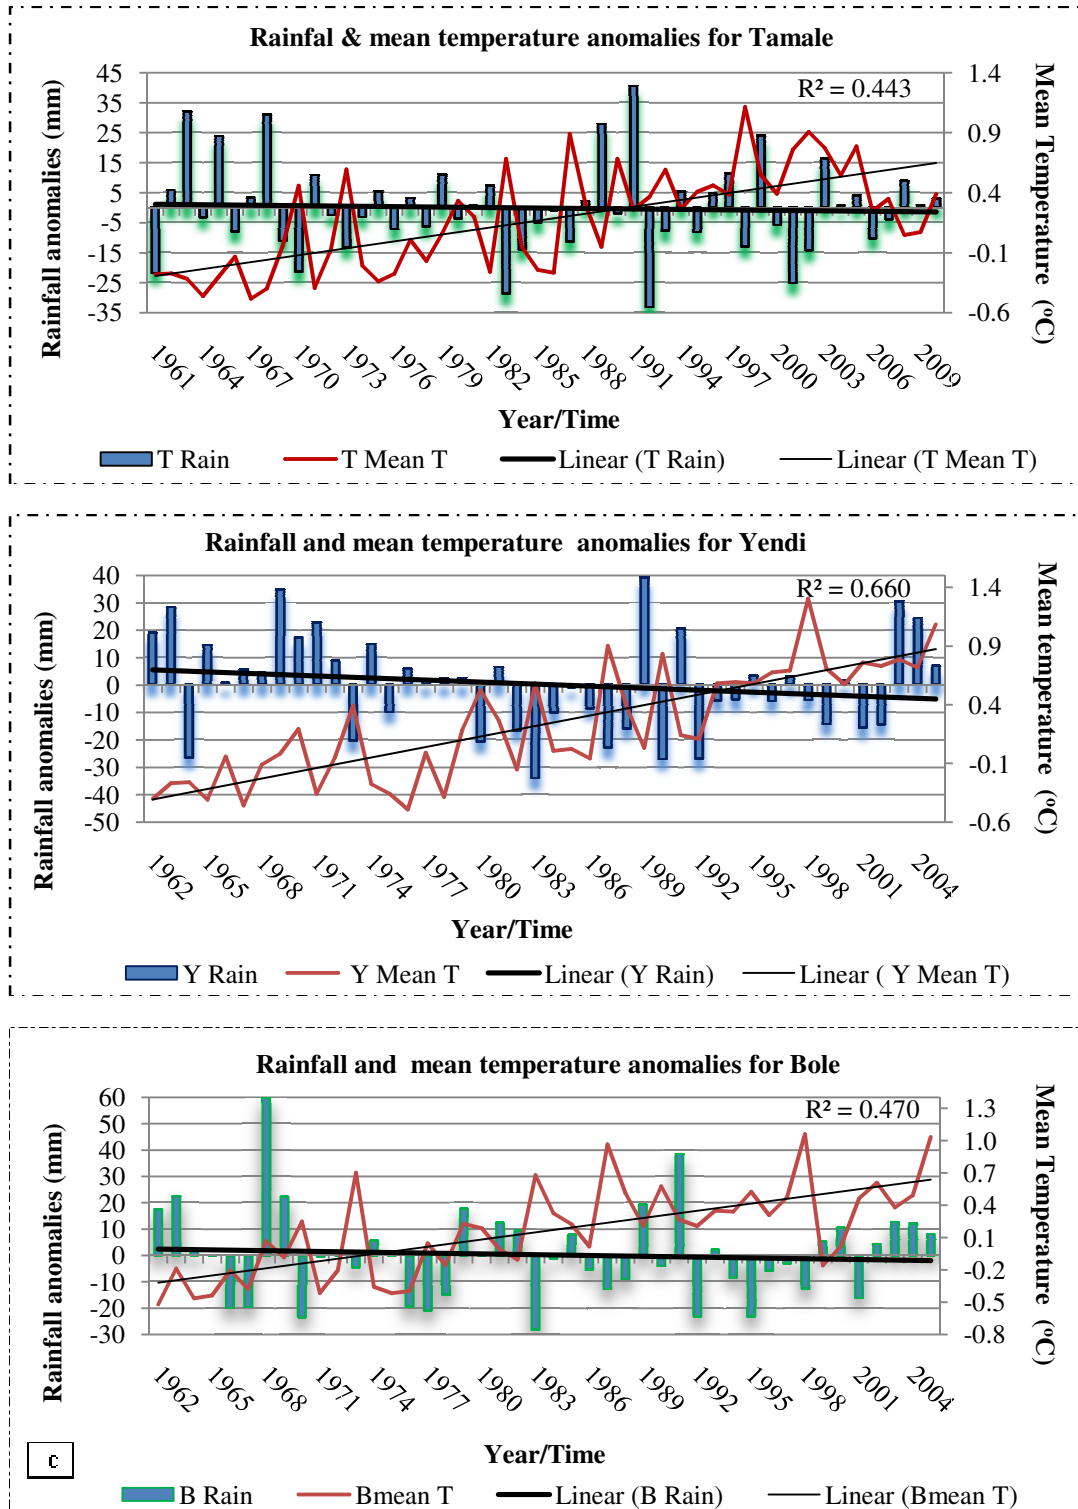 Rainfal & mean temperature anomalies for Tamale
Rainfall anomalies (mm)
45
35
25
15
5
-5
-15
-25
-35
R² = 0.443
1.4
0.9
0.4
-0.1
-0.6
Mean Temperature (ºC)
1961 1964 1967 1970 1973 1976 1979 1982 1985 1988 1991 1994 1997 2000 2003 2006 2009
Year/Time
T Rain T Mean T Linear (T Rain) Linear (T Mean T)
Rainfall and mean temperature anomalies for Yendi
Rainfall anomalies (mm)
40
30
20
10
0
-10
-20
-30
-40
-50
R² = 0.660
1.4
0.9
0.4
-0.1
-0.6
Mean temperature (ºC)
1962 1965 1968 1971 1974 1977 1980 1983 1986 1989 1992 1995 1998 2001 2004
Year/Time
Y Rain Y Mean T Linear (Y Rain) Linear ( Y Mean T)
Rainfall and mean temperature anomalies for Bole
Rainfall anomalies (mm)
60
50
40
30
20
10
0
-10
-20
-30
R² = 0.470
1.3
1.0
0.7
0.4
0.1
-0.2
-0.5
-0.8
Mean Temperature (ºC)
1962 1965 1968 1971 1974 1977 1980 1983 1986 1989 1992 1995 1998 2001 2004
Year/Time
c
B Rain Bmean T Linear (B Rain) Linear (Bmean T)